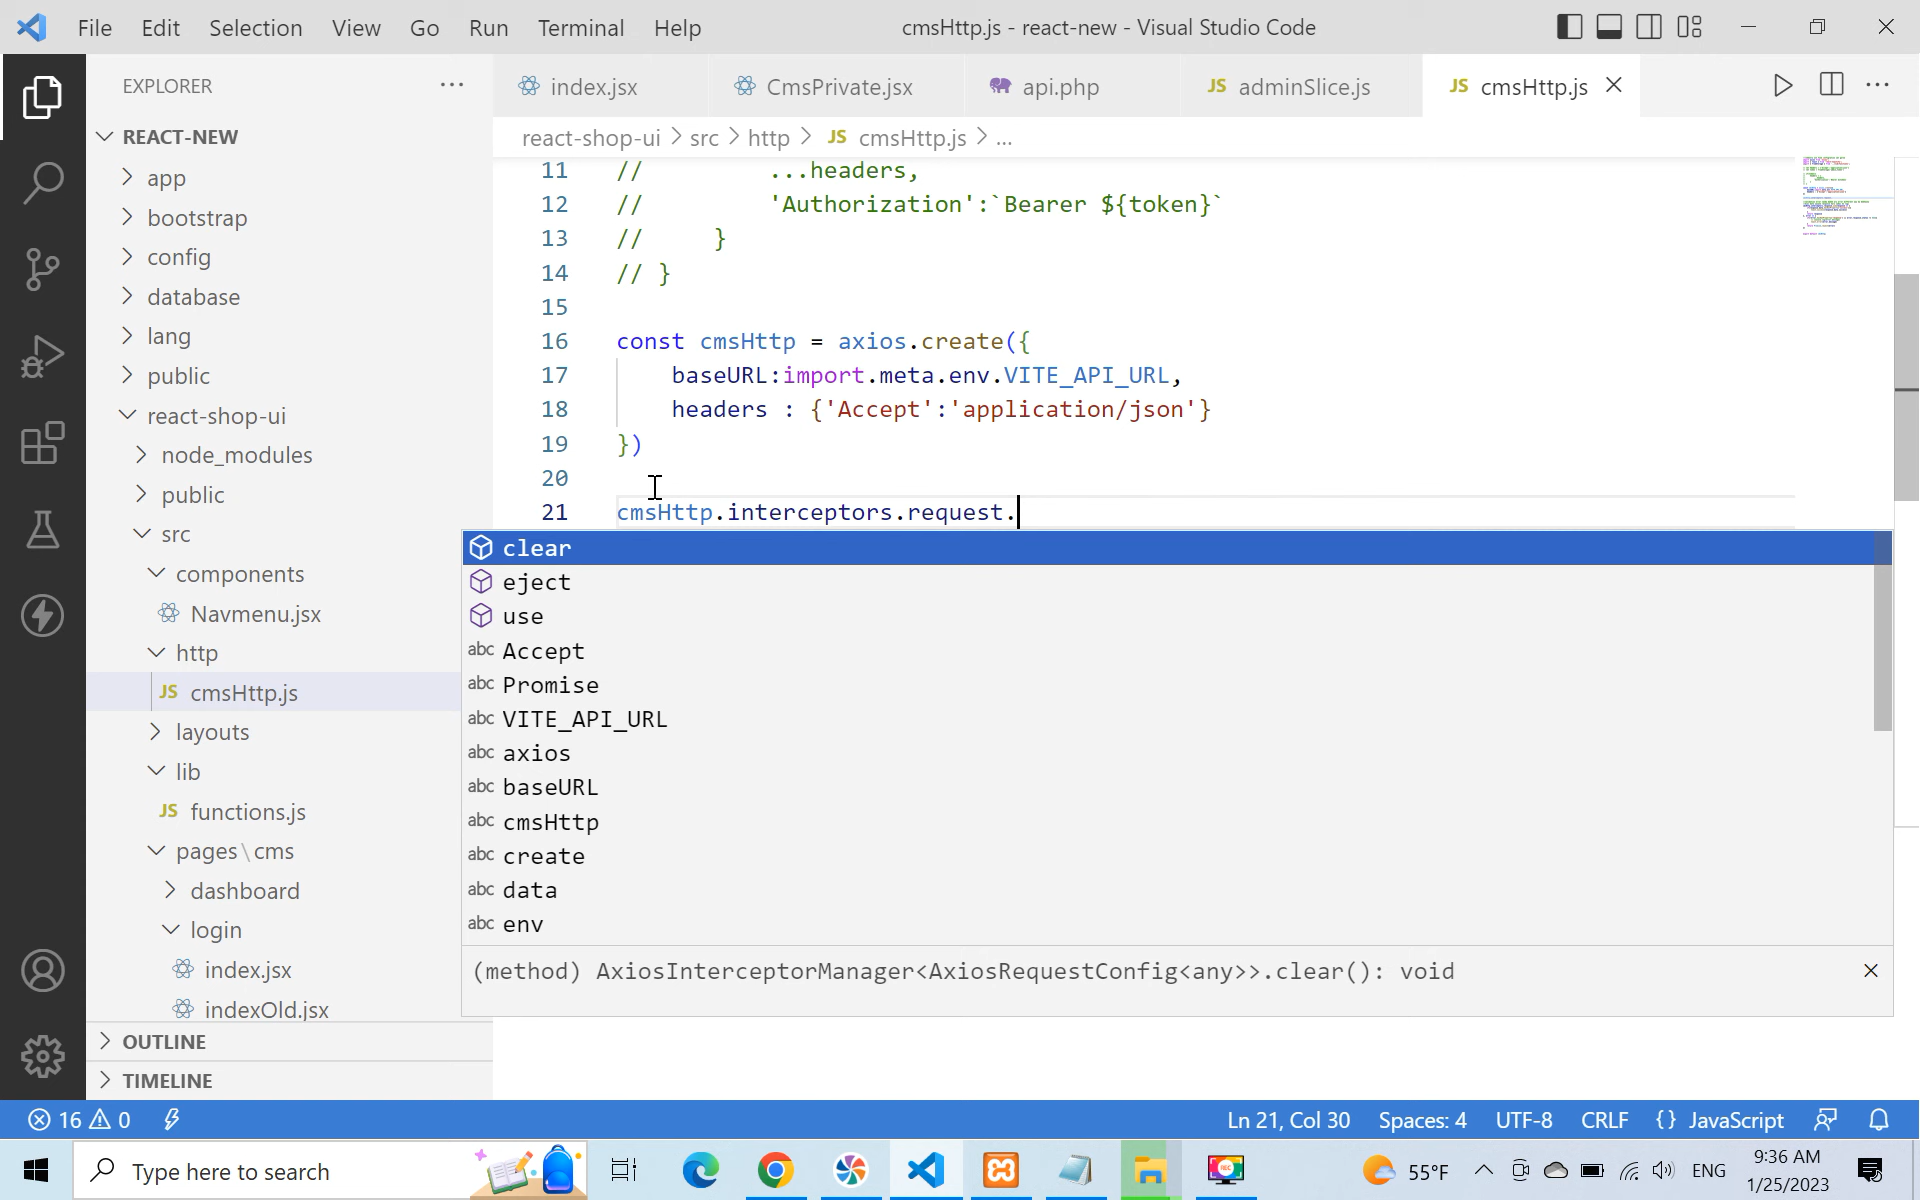 File Edit Selection View Go Run Terminal Help
cmsHttp.js - react-new - Visual Studio Code
EXPLORER
index.jsx
CmsPrivate.jsx
api.php
JS adminSlice.js
JS cmsHttp.js
REACT-NEW
react-shop-ui > src > http > JS cmsHttp.js > ...
app
bootstrap
config
database
lang
public
react-shop-ui
node_modules
public
src
components
Navmenu.jsx
http
JS cmsHttp.js
layouts
lib
JS functions.js
pages\cms
dashboard
login
index.jsx
indexOld.jsx
OUTLINE
TIMELINE
11 // ...headers,
12 // 'Authorization':`Bearer ${token}`
13 // }
14 // }
15
16 const cmsHttp = axios.create({
17 baseURL:import.meta.env.VITE_API_URL,
18 headers : {'Accept':'application/json'}
19 })
20
21 cmsHttp.interceptors.request.
clear
eject
use
abc Accept
abc Promise
abc VITE_API_URL
abc axios
abc baseURL
abc cmsHttp
abc create
abc data
abc env
(method) AxiosInterceptorManager<AxiosRequestConfig<any>>.clear(): void
16 0
Ln 21, Col 30 Spaces: 4 UTF-8 CRLF {} JavaScript
Type here to search
55°F
ENG
9:36 AM
1/25/2023